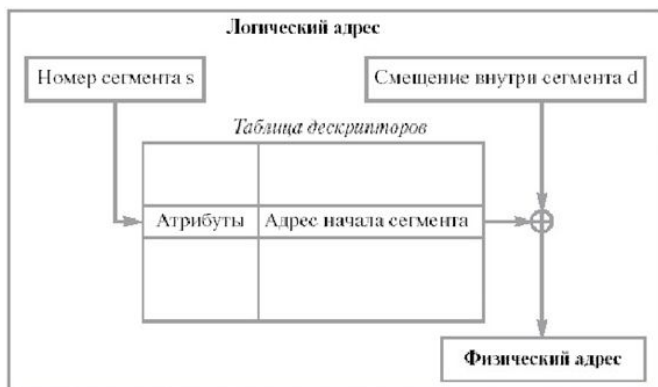 Логический адрес
Номер сегмента s
Смещение внутри сегмента d
Таблица дескрипторов
Атрибуты
Адрес начала сегмента
Физический адрес